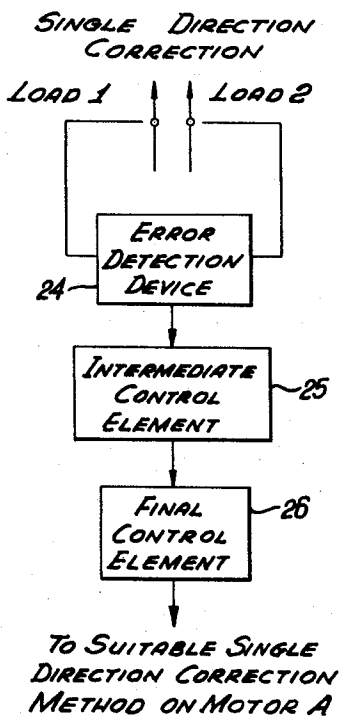 SINGLE DIRECTION
CORRECTION
LOAD 1
LOAD 2
ERROR
DETECTION
DEVICE
24
INTERMEDIATE
CONTROL
ELEMENT
25
FINAL
CONTROL
ELEMENT
26
TO SUITABLE SINGLE
DIRECTION CORRECTION
METHOD ON MOTOR A